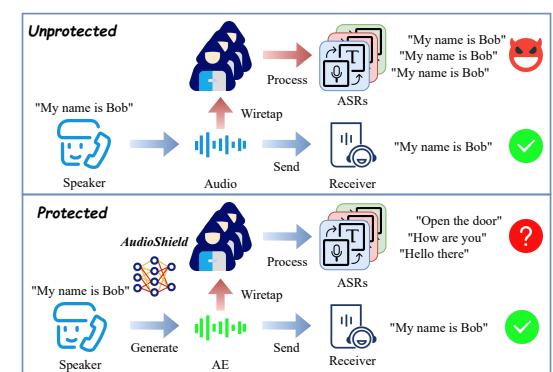 Unprotected
"My name is Bob"
"My name is Bob"
"My name is Bob"
Process
ASRs
T
"My name is Bob"
Wiretap
Send
"My name is Bob"
Speaker
Audio
Receiver
Protected
AudioShield
"Open the door"
"How are you"
"Hello there"
?
Process
ASRs
T
"My name is Bob"
Wiretap
Generate
Send
"My name is Bob"
Speaker
AE
Receiver